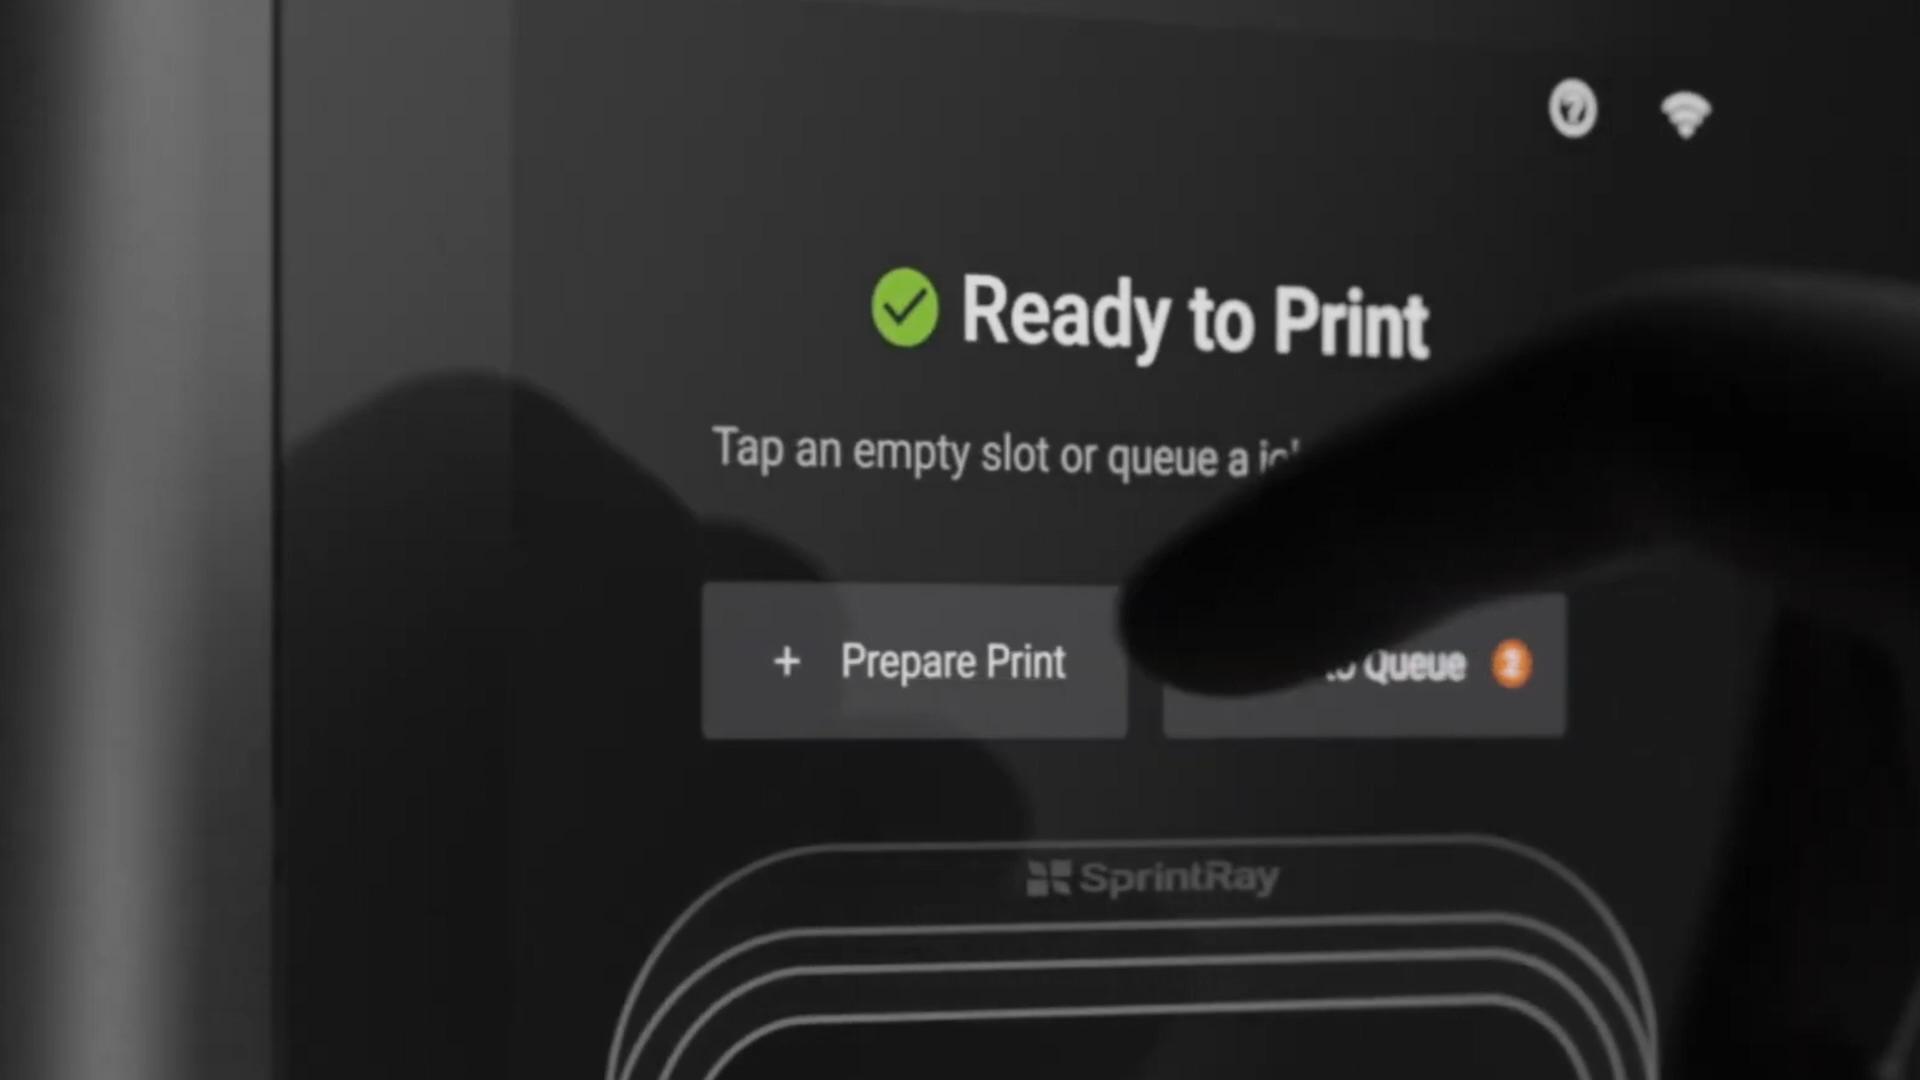 Ready to Print
Tap an empty slot or queue a
+ Prepare Print
Queue
SprintRay